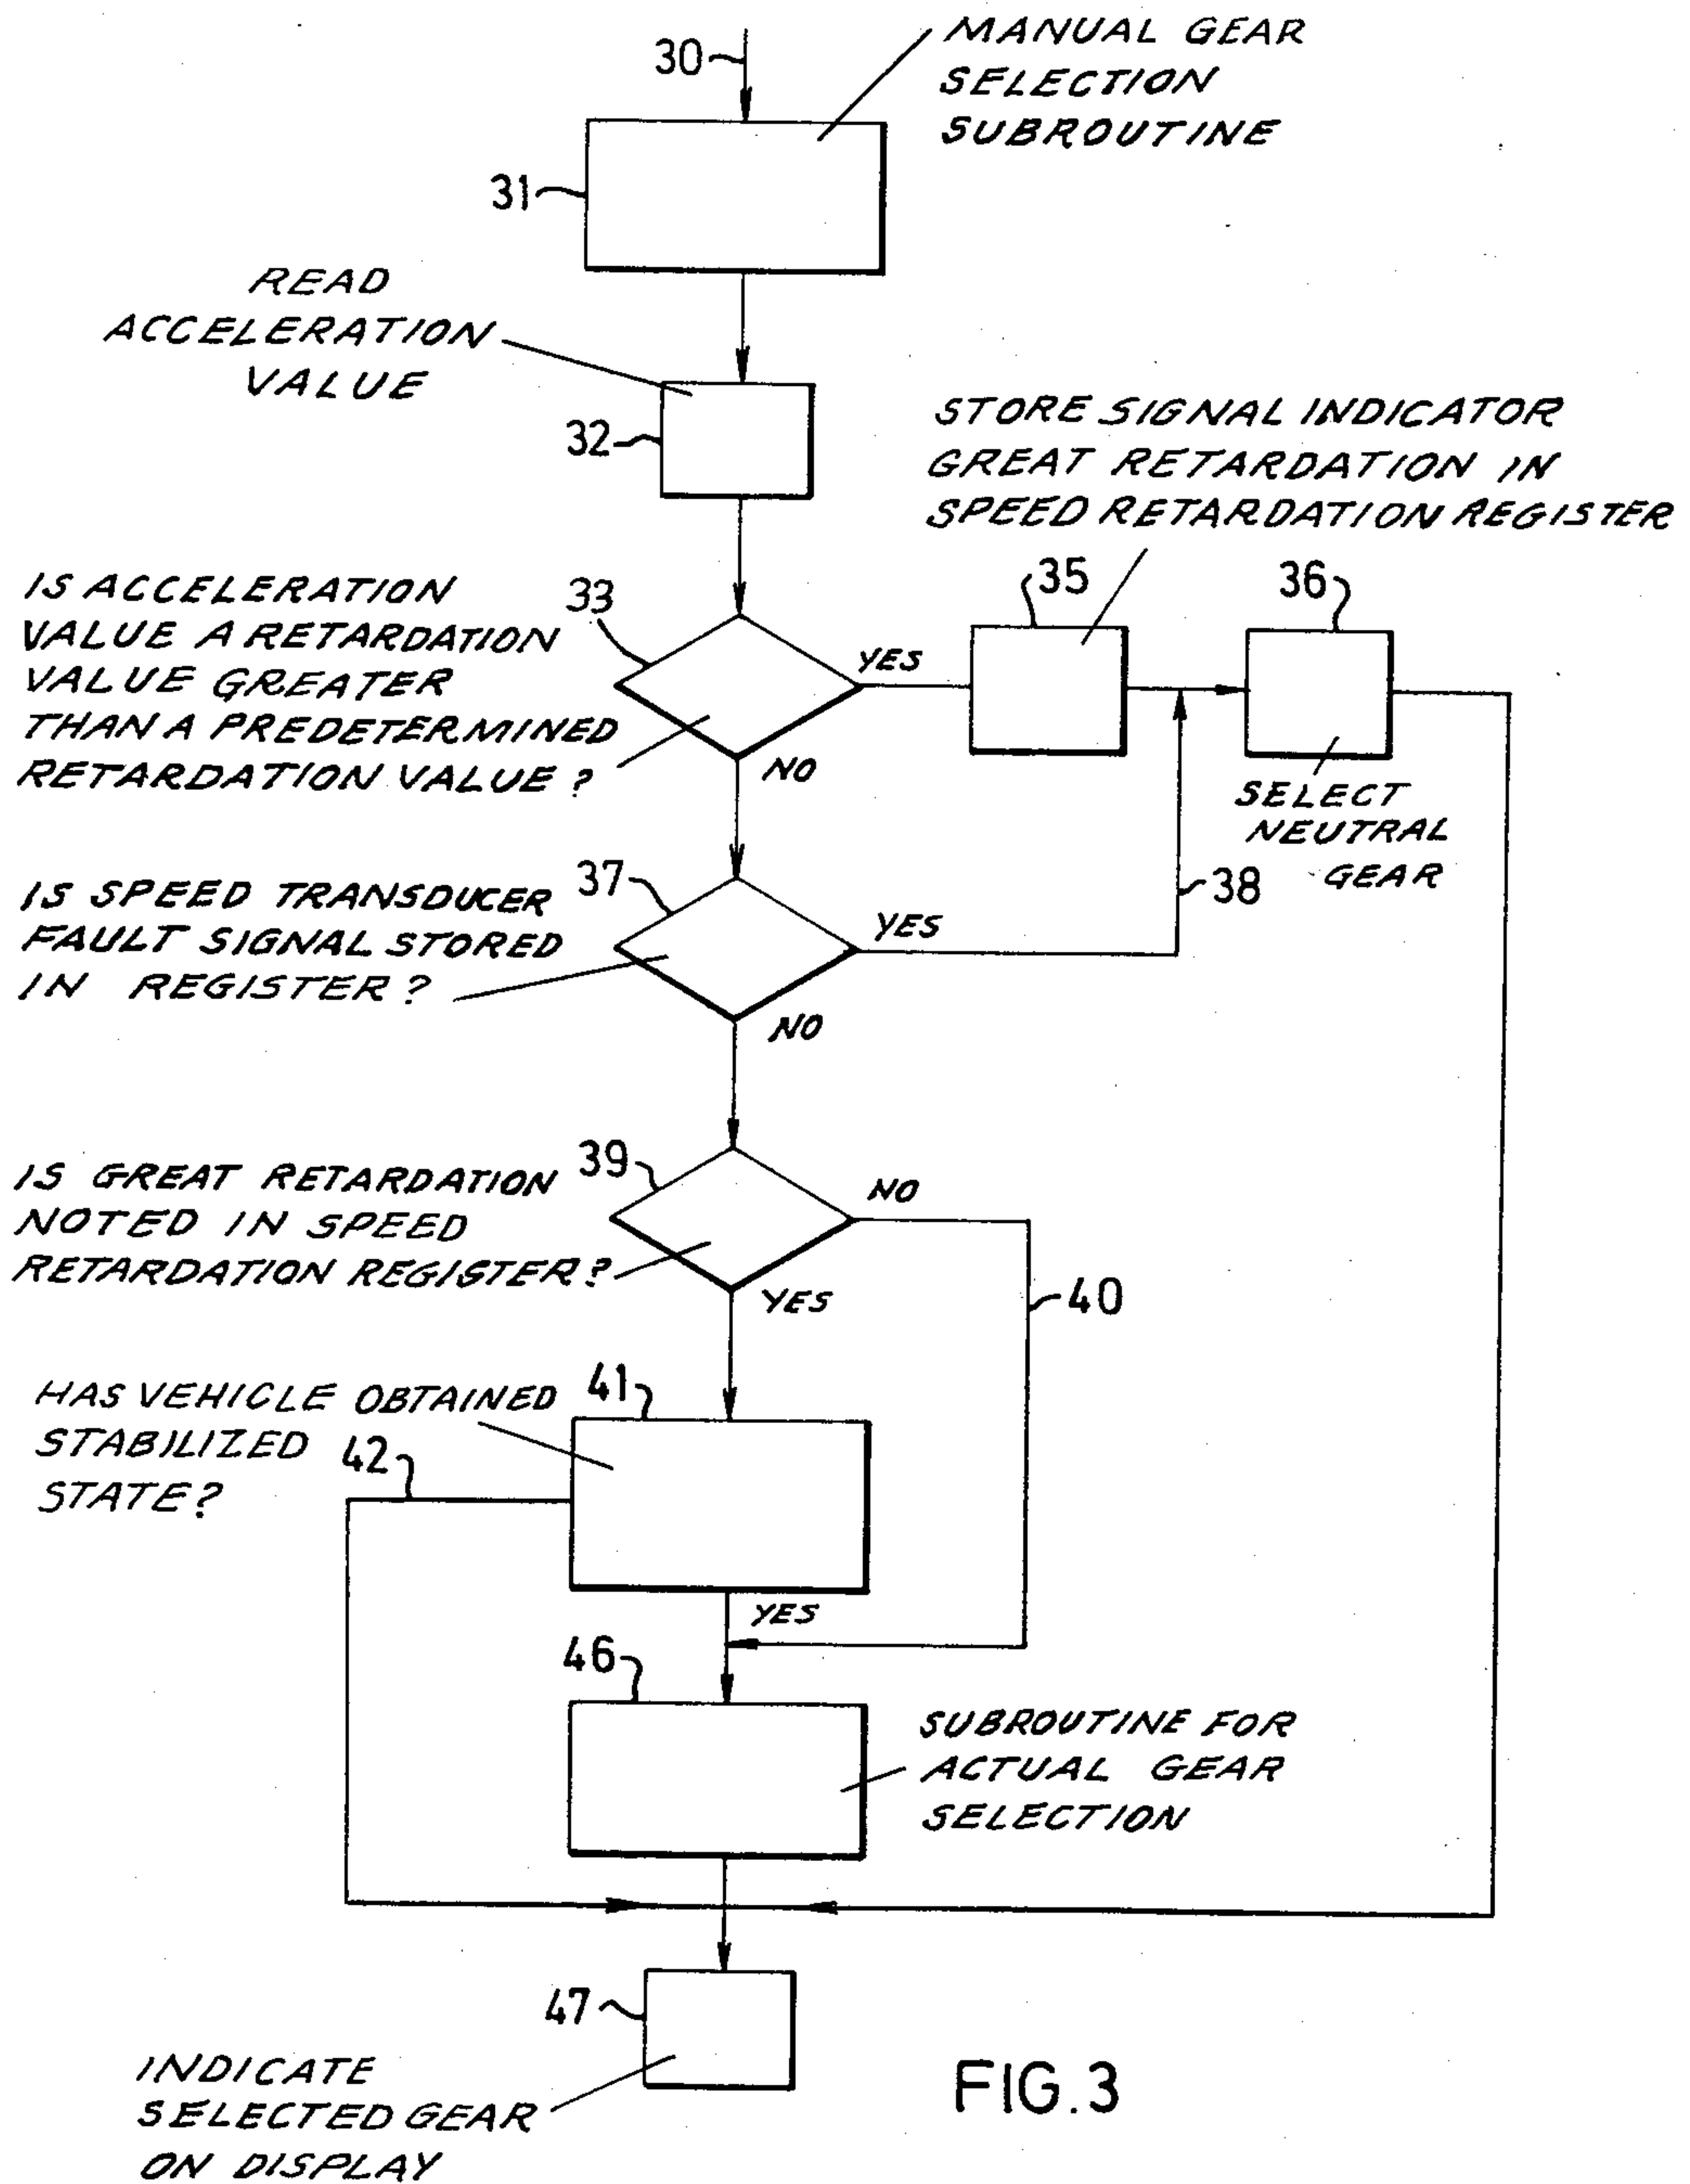 30
MANUAL GEAR
SELECTION
SUBROUTINE
31
READ
ACCELERATION
VALUE
32
STORE SIGNAL INDICATOR
GREAT RETARDATION IN
SPEED RETARDATION REGISTER
IS ACCELERATION
VALUE A RETARDATION
VALUE GREATER
THAN A PREDETERMINED
RETARDATION VALUE?
33
YES
NO
35
36
SELECT
NEUTRAL
GEAR
IS SPEED TRANSDUCER
FAULT SIGNAL STORED
IN REGISTER?
37
YES
NO
38
IS GREAT RETARDATION
NOTED IN SPEED
RETARDATION REGISTER?
39
NO
YES
40
HAS VEHICLE OBTAINED
STABILIZED
STATE?
41
42
YES
46
SUBROUTINE FOR
ACTUAL GEAR
SELECTION
47
INDICATE
SELECTED GEAR
ON DISPLAY
FIG.3